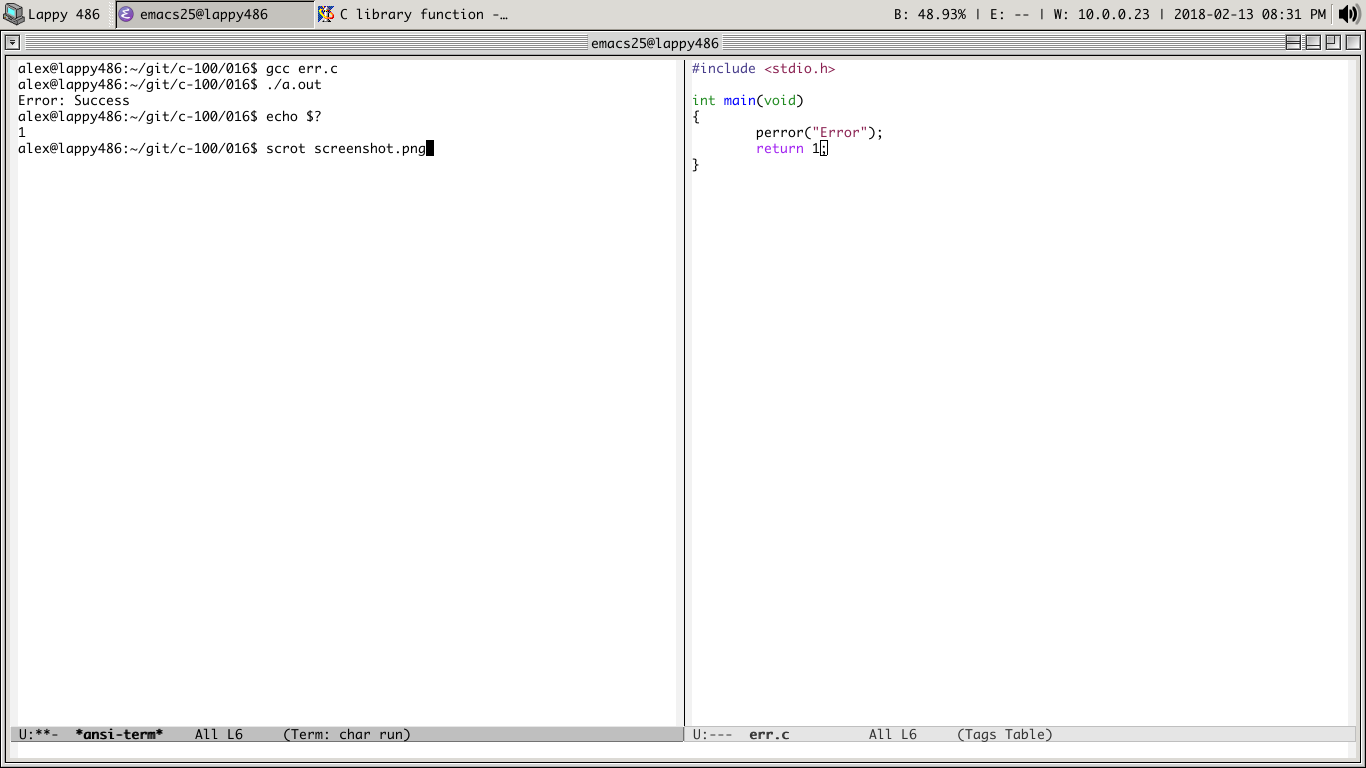 Lappy 486 emacs25@lappy486 C library function -… B: 48.93% | E: -- | W: 10.0.0.23 | 2018-02-13 08:31 PM
emacs25@lappy486
alex@lappy486:~/git/c-100/016$ gcc err.c
alex@lappy486:~/git/c-100/016$ ./a.out
Error: Success
alex@lappy486:~/git/c-100/016$ echo $?
1
alex@lappy486:~/git/c-100/016$ scrot screenshot.png
#include <stdio.h>
int main(void)
{
        perror("Error");
        return 1;
}
U:**-  *ansi-term*    All L6     (Term: char run)
U:---  err.c          All L6     (Tags Table)